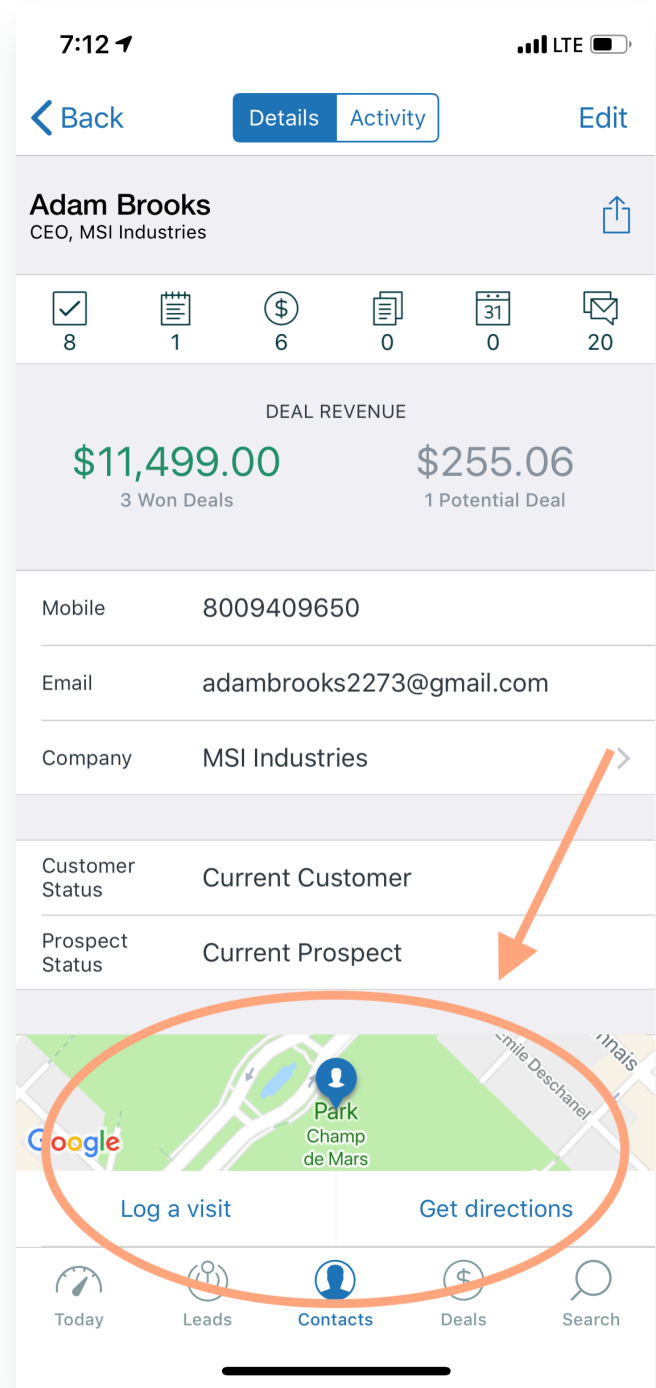 7:12 LTE
Back Details Activity Edit
Adam Brooks
CEO, MSI Industries
31
8 1 6 0 0 20
DEAL REVENUE
$11,499.00 $255.06
3 Won Deals 1 Potential Deal
Mobile 8009409650
Email adambrooks2273@gmail.com
Company MSI Industries
Customer
Status Current Customer
Prospect
Status Current Prospect
Emile Deschanel
nnais
Park
Champ
de Mars
Google
Log a visit Get directions
Today Leads Contacts Deals Search